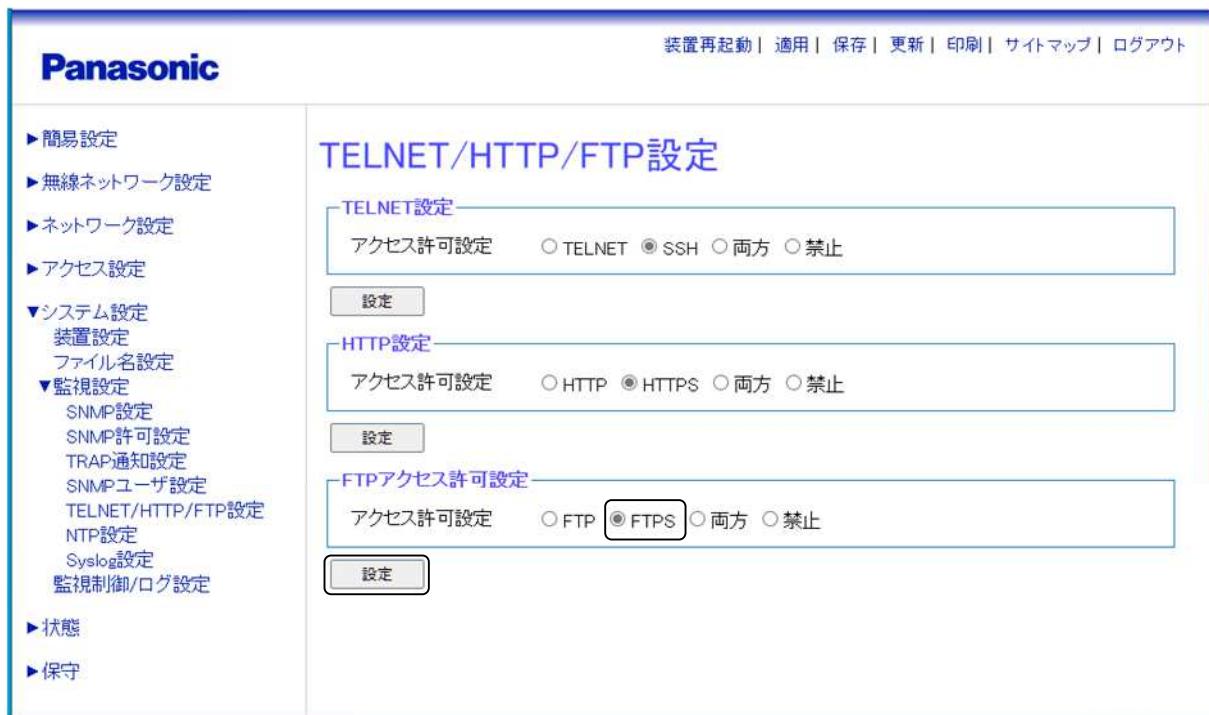 Panasonic
装置再起動| 適用| 保存| 更新| 印刷| サイトマップ| ログアウト
►簡易設定
►無線ネットワーク設定
►ネットワーク設定
►アクセス設定
▼システム設定
装置設定
ファイル名設定
▼監視設定
SNMP設定
SNMP許可設定
TRAP通知設定
SNMPユーザ設定
TELNET/HTTP/FTP設定
NTP設定
Syslog設定
監視制御/ログ設定
►状態
►保守
TELNET/HTTP/FTP設定
TELNET設定
アクセス許可設定 TELNET SSH 両方 禁止
設定
HTTP設定
アクセス許可設定 HTTP HTTPS 両方 禁止
設定
FTPアクセス許可設定
アクセス許可設定 FTP FTPS 両方 禁止
設定